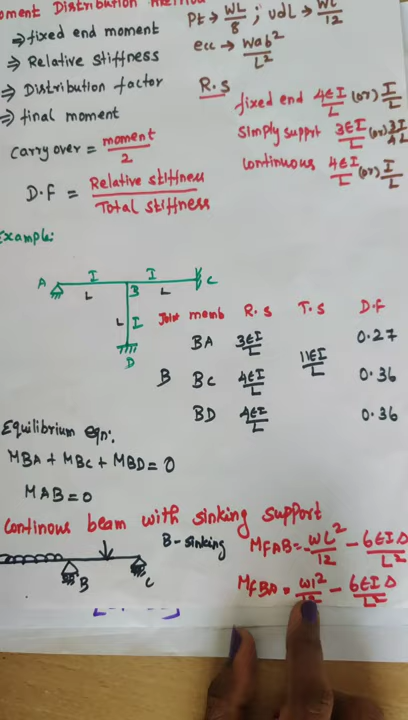 oment Distribution Method
⇒ fixed end moment
⇒ Relative stiffness
⇒ Distribution factor
⇒ final moment
Carry over = moment/2
D.F = Relative stiffness/Total stiffness
Pt → WL/8 ; udl → WL²/12
ecc → Wab²/L²
R.S
fixed end 4EI/L (or) I/L
Simply supprt 3EI/L (or) 3I/4L
Continuous 4EI/L (or) I/L
Example:
A I I C
L B L
L I
D
Joint memb R.S T.S D.F
BA 3EI/L 0.27
B BC 4EI/L 11EI/L 0.36
BD 4EI/L 0.36
Equilibrium eqn:
MBA + MBC + MBD = 0
MAB = 0
Continous beam with sinking support
B-sinking MFAB = -WL²/12 - 6EIΔ/L²
B C
MFBA = Wl²/12 - 6EIΔ/L²